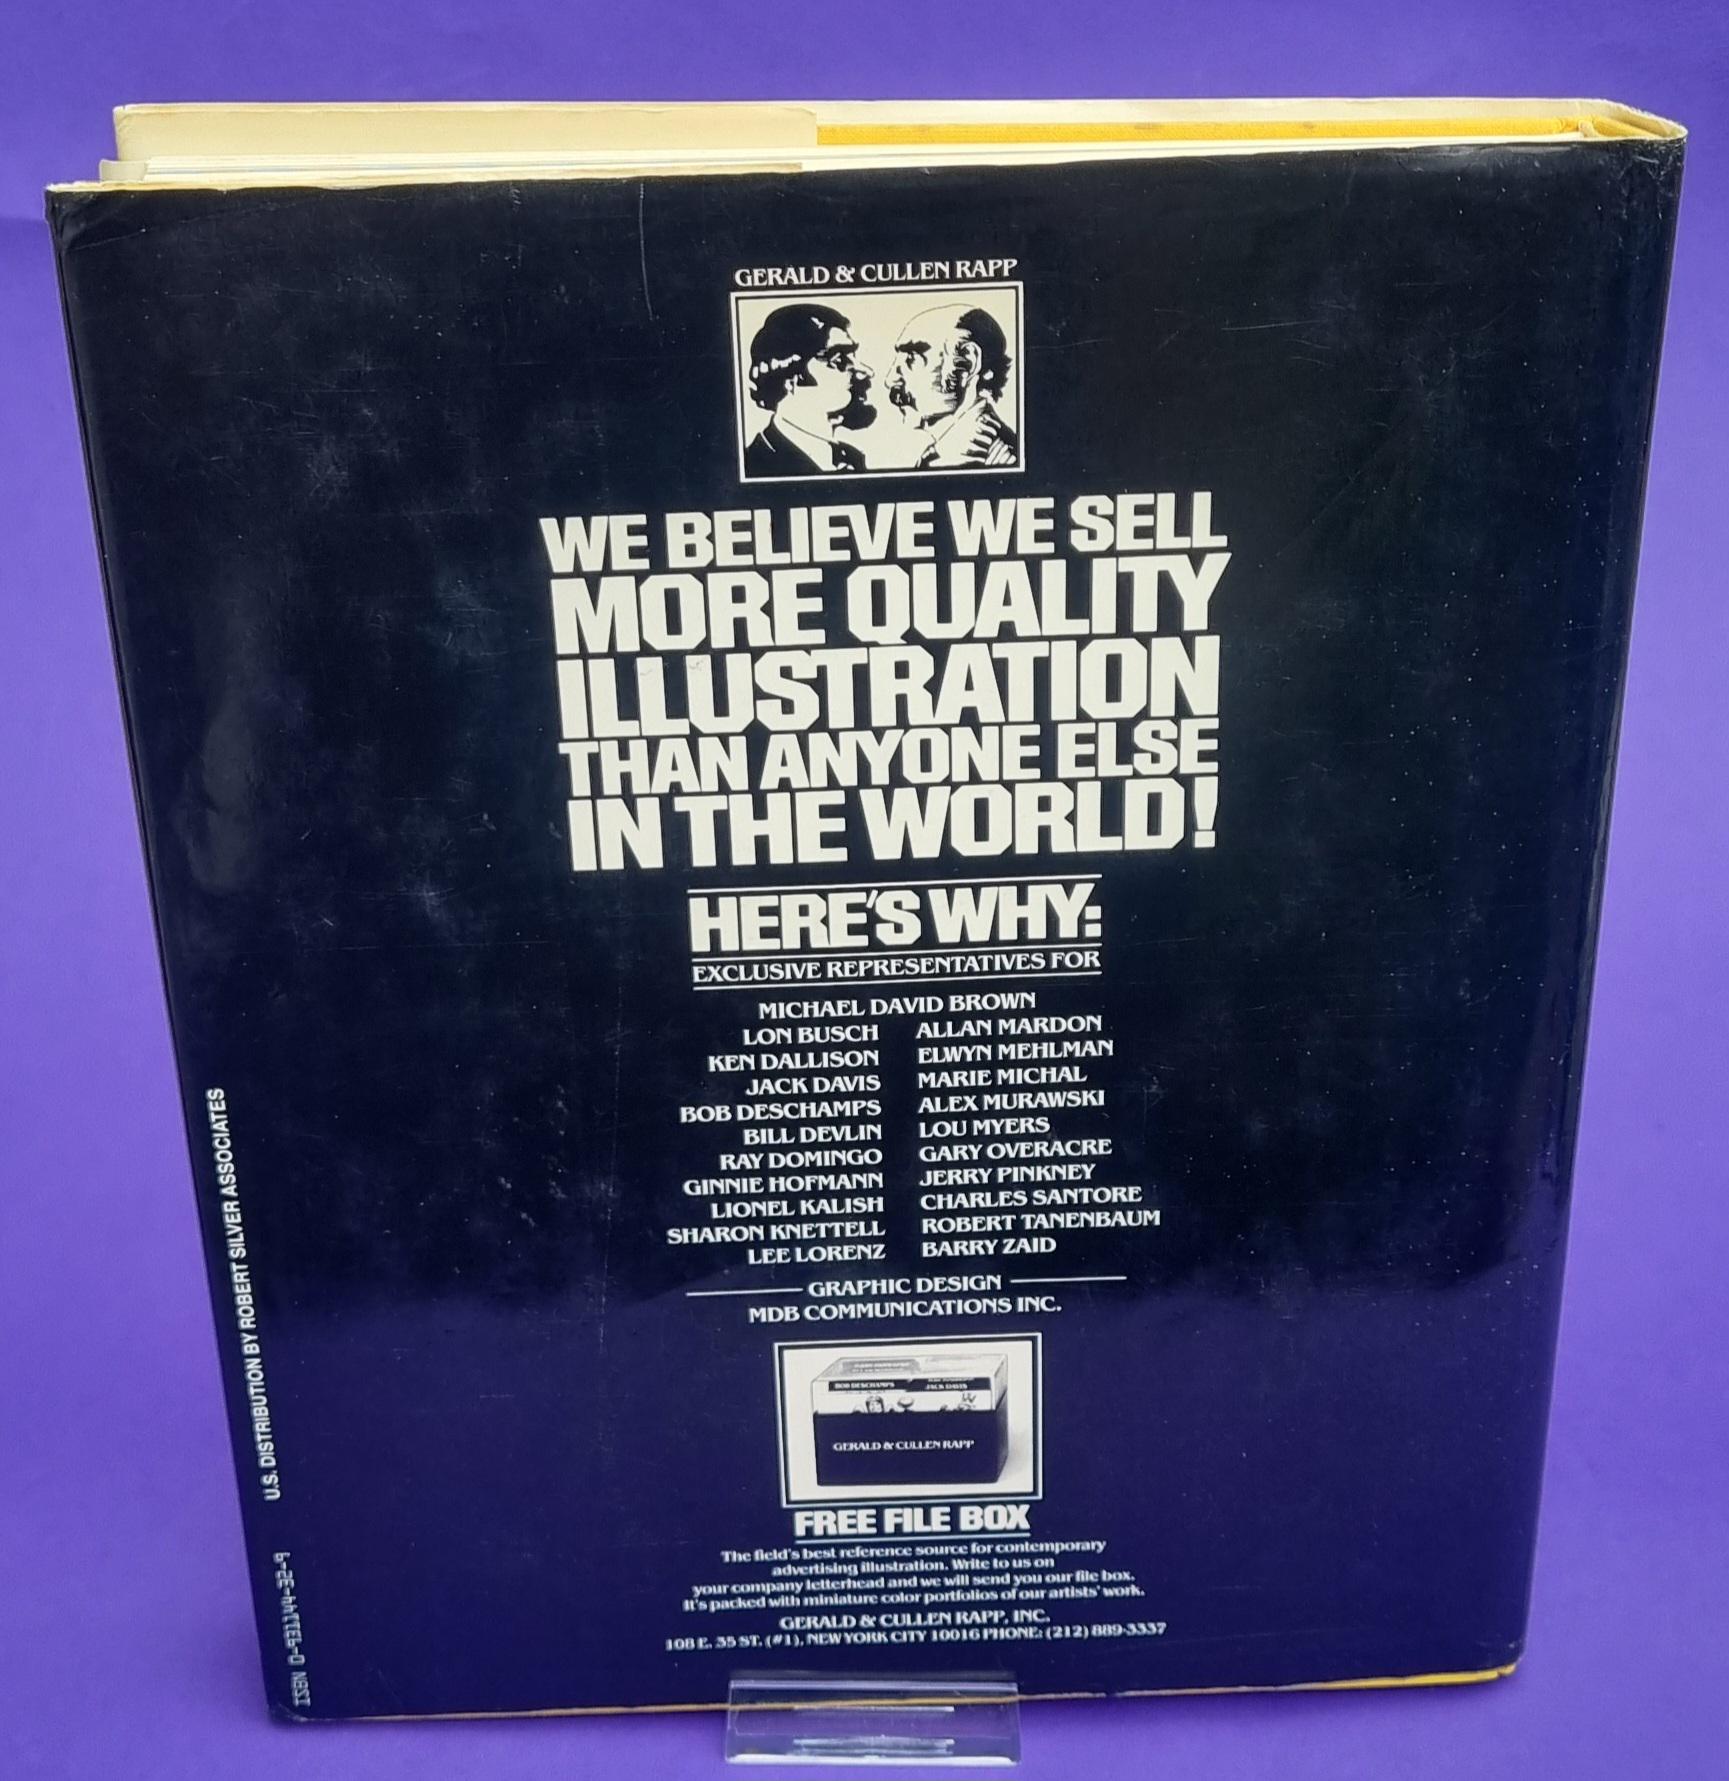 GERALD & CULLEN RAPP
WE BELIEVE WE SELL
MORE QUALITY
ILLUSTRATION
THAN ANYONE ELSE
IN THE WORLD!
HERE'S WHY:
EXCLUSIVE REPRESENTATIVES FOR
MICHAEL DAVID BROWN
LON BUSCH ALLAN MARDON
KEN DALLISON ELWYN MEHLMAN
JACK DAVIS MARIE MICHAL
BOB DESCHAMPS ALEX MURAWSKI
BILL DEVLIN LOU MYERS
RAY DOMINGO GARY OVERACRE
GINNIE HOFMANN JERRY PINKNEY
LIONEL KALISH CHARLES SANTORE
SHARON KNETTELL ROBERT TANENBAUM
LEE LORENZ BARRY ZAID
GRAPHIC DESIGN
MDB COMMUNICATIONS INC.
BOB DESCHAMPS JACK DAVIS
GERALD & CULLEN RAPP
FREE FILE BOX
The field's best reference source for contemporary
advertising illustration. Write to us on
your company letterhead and we will send you our file box.
It's packed with miniature color portfolios of our artists' work.
GERALD & CULLEN RAPP, INC.
108 E. 35 ST. (#1), NEW YORK CITY 10016 PHONE: (212) 889-3337
U.S. DISTRIBUTION BY ROBERT SILVER ASSOCIATES
ISBN 0-931144-32-9